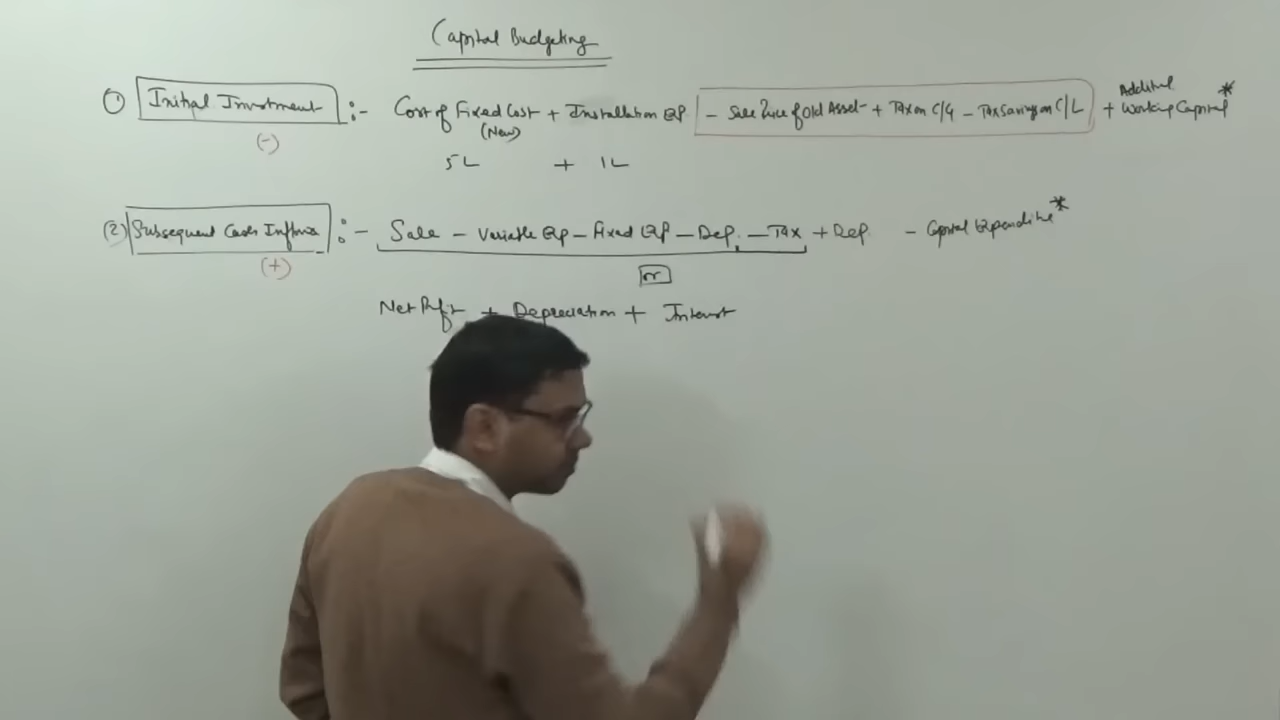 Capital Budgeting
① Initial Investment :- Cost of Fixed Cost + Installation Exp. - Sale Price of Old Asset + Tax on C/G - Tax Saving on C/L + Additional Working Capital *
(New)
(-)
5L + 1L
(2) Subsequent Cash Inflows :- Sale - Variable Exp - Fixed Exp - Dep. - Tax + Dep. - Capital Expenditure *
(+)
or
Net Profit + Depreciation + Interest